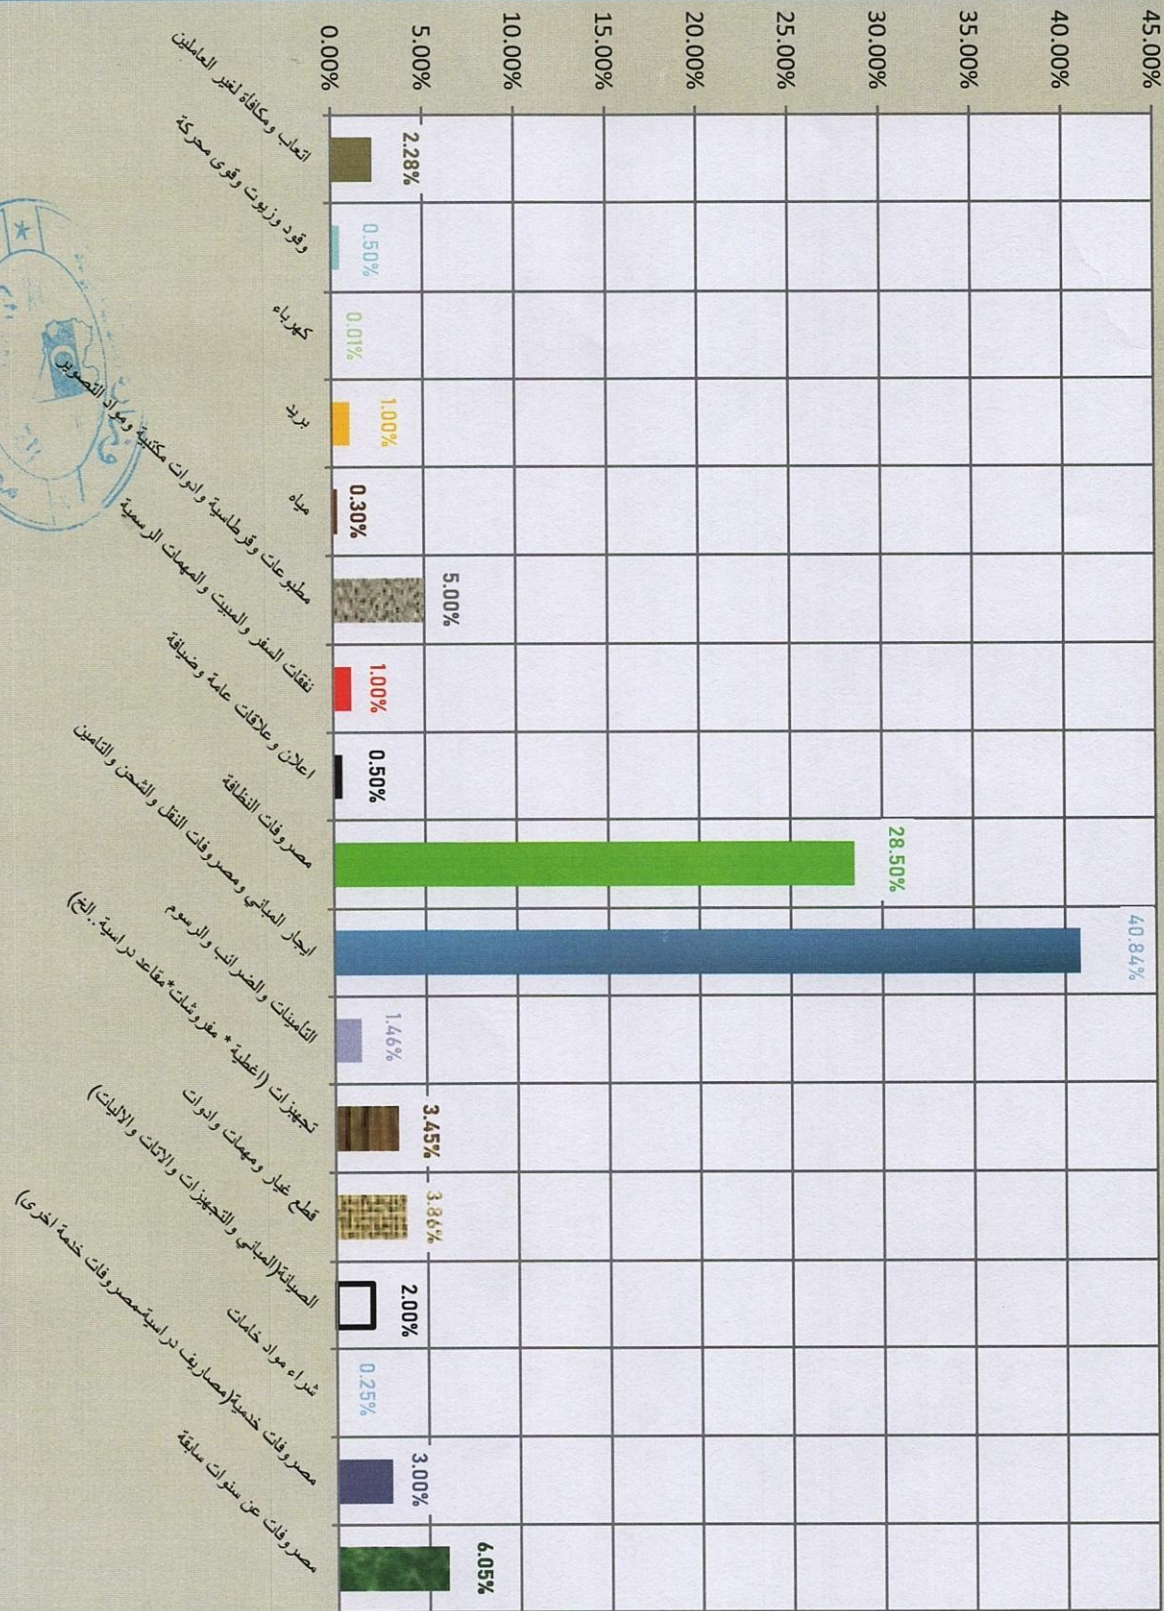 45.00%
40.00%
35.00%
30.00%
25.00%
20.00%
15.00%
10.00%
5.00%
0.00%
2.28%
0.50%
0.01%
1.00%
0.30%
5.00%
1.00%
0.50%
28.50%
40.84%
1.46%
3.45%
3.86%
2.00%
0.25%
3.00%
6.05%
اتعاب ومكافاة لغير العاملين
وقود وزيوت وقوى محركة
كهرباء
بريد
مياه
مطبوعات وقرطاسية وادوات مكتبية ومواد التصوير
نفقات السفر والمبيت والمهمات الرسمية
اعلان وعلاقات عامة وضيافة
مصروفات النظافة
ايجار المباني ومصروفات النقل والشحن والتامين
التامينات والضرائب والرسوم
تجهيزات (اغطية * مفروشات*مقاعد دراسية..الخ)
قطع غيار ومهمات وادوات
الصيانة(المباني والتجهيزات والاثات والاليات)
شراء مواد خامات
مصروفات خدمية(مصاريف دراسية-مصروفات خدمة اخرى)
مصروفات عن سنوات سابقة